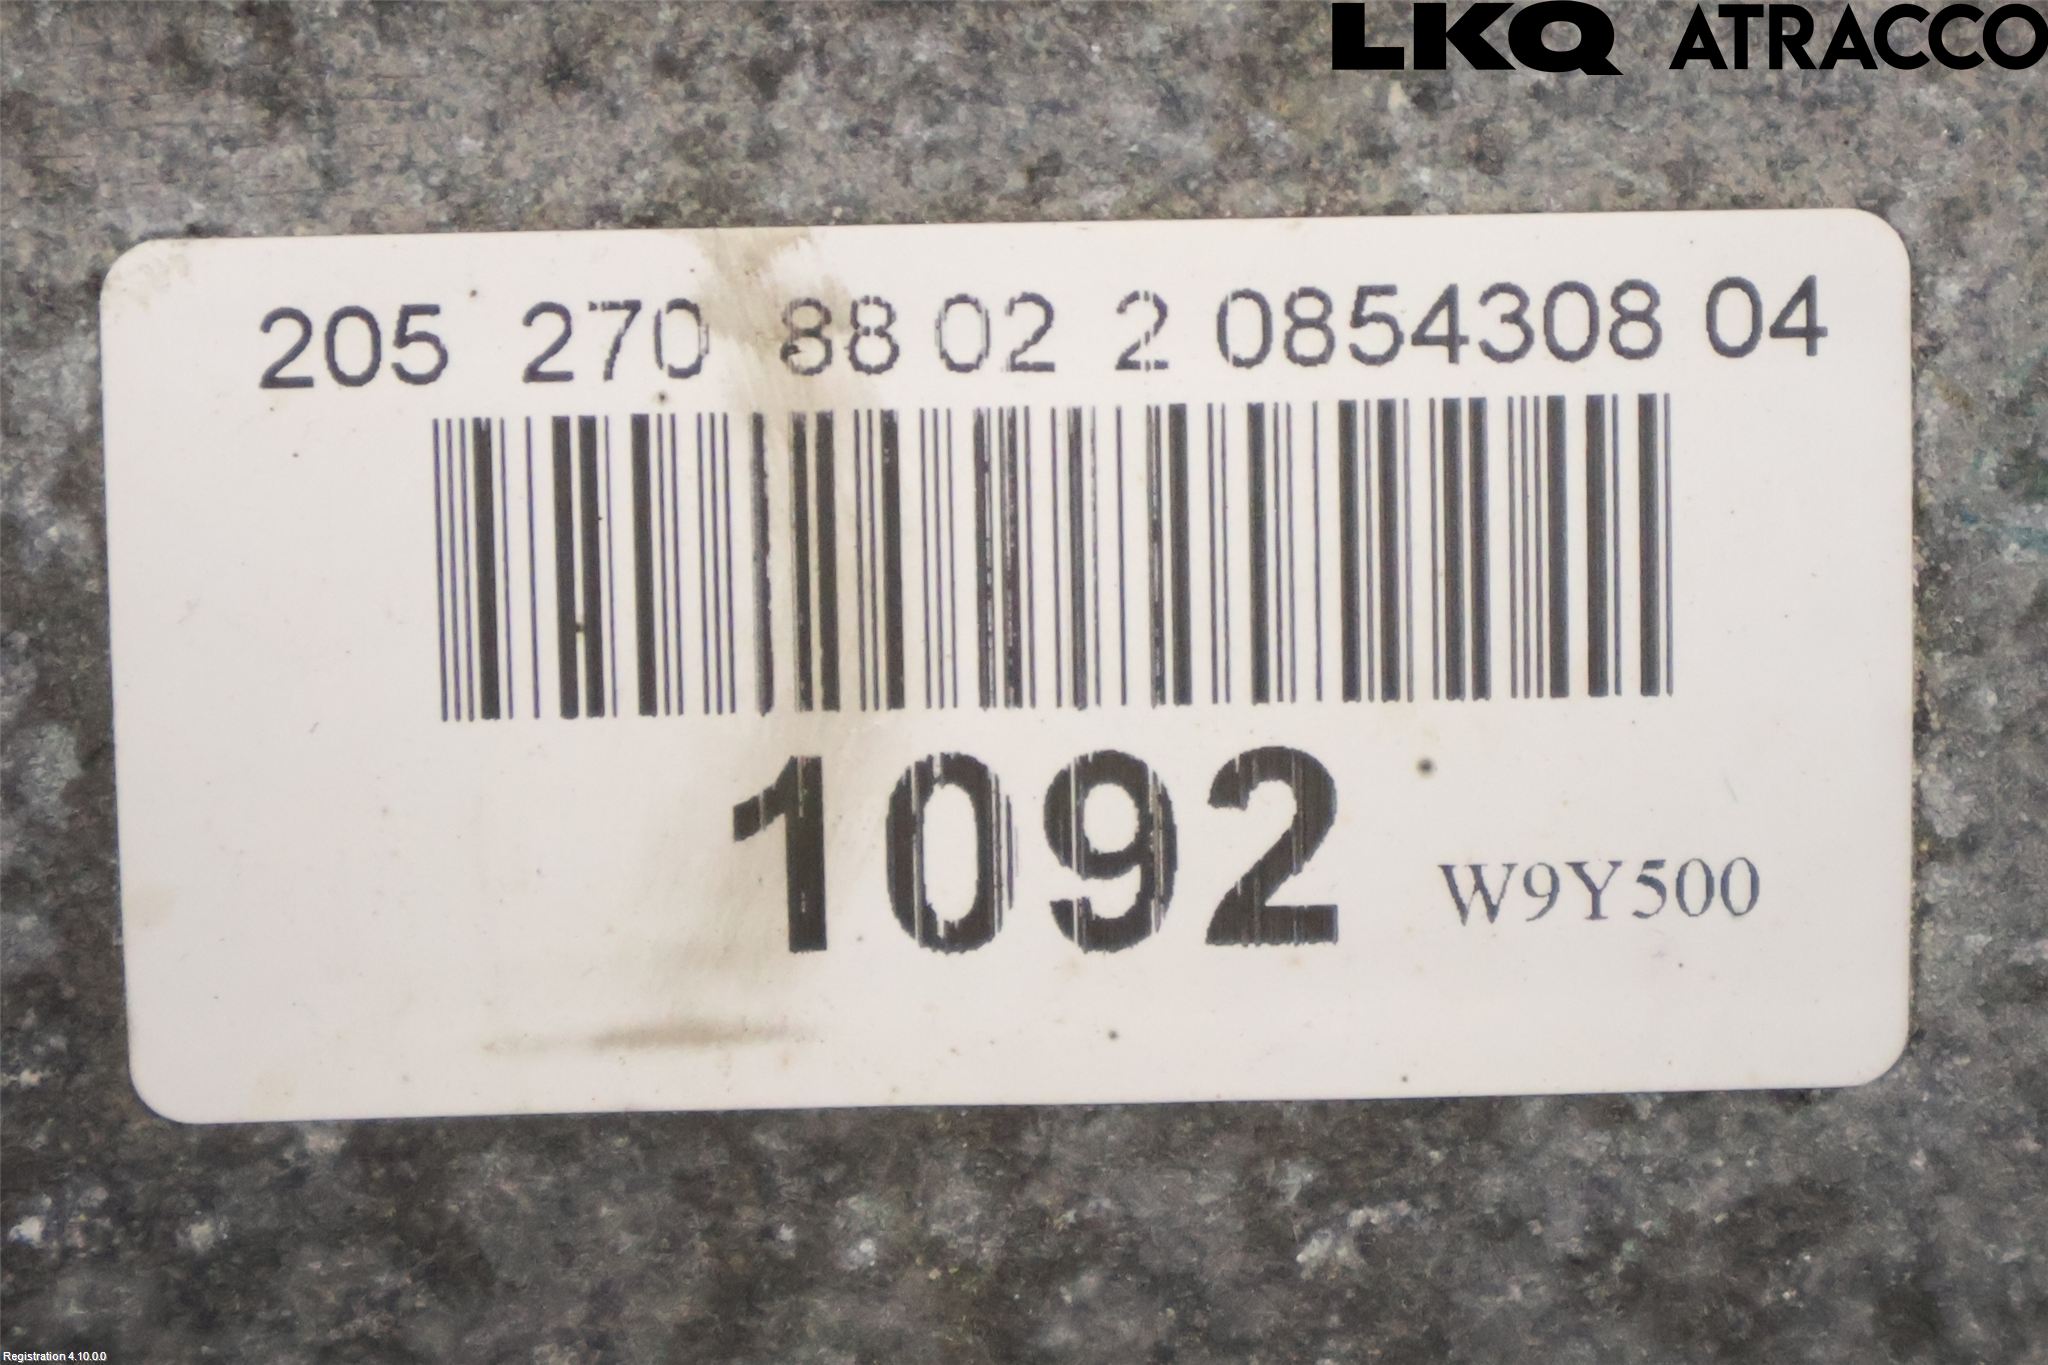 LKQ ATRACCO
205 270 88 02 2 0854308 04
1092
W9Y500
Registration 4.10.0.0